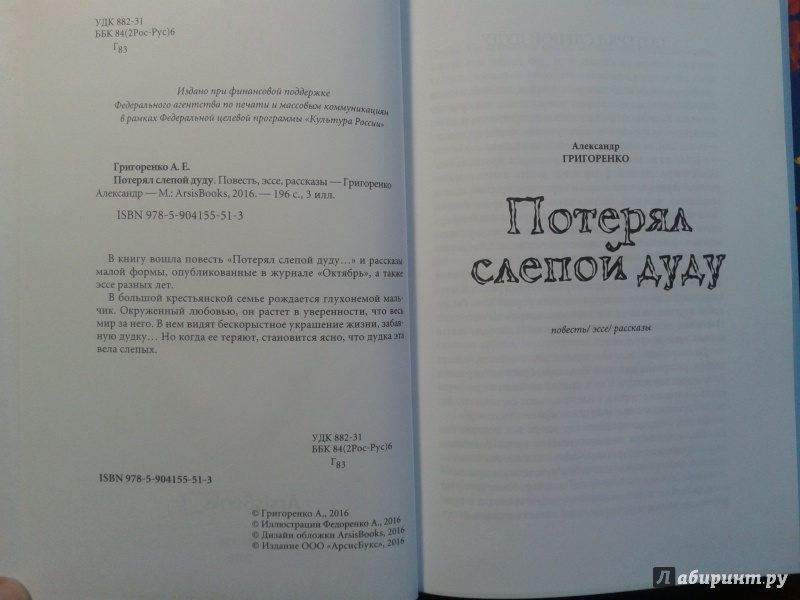 УДК 882-31
ББК 84(2Рос-Рус)6
Г83
Издано при финансовой поддержке
Федерального агентства по печати и массовым коммуникациям
в рамках Федеральной целевой программы «Культура России»
Григоренко А. Е.
Потерял слепой дуду. Повесть, эссе, рассказы — Григоренко
Александр — М.: ArsisBooks, 2016. — 196 с., 3 илл.
ISBN 978-5-904155-51-3
В книгу вошла повесть «Потерял слепой дуду…» и рассказы
малой формы, опубликованные в журнале «Октябрь», а также
эссе разных лет.
В большой крестьянской семье рождается глухонемой маль-
чик. Окруженный любовью, он растет в уверенности, что весь
мир за него. В нем видят бескорыстное украшение жизни, забав-
ную дудку… Но когда ее теряют, становится ясно, что дудка эта
вела слепых.
УДК 882-31
ББК 84(2Рос-Рус)6
Г83
ISBN 978-5-904155-51-3
© Григоренко А., 2016
© Иллюстрации Федоренко А., 2016
© Дизайн обложки ArsisBooks, 2016
© Издание ООО «АрсисБукс», 2016
Александр
ГРИГОРЕНКО
Потерял
слепой дуду
повесть/ эссе/ рассказы
Лабиринт.ру